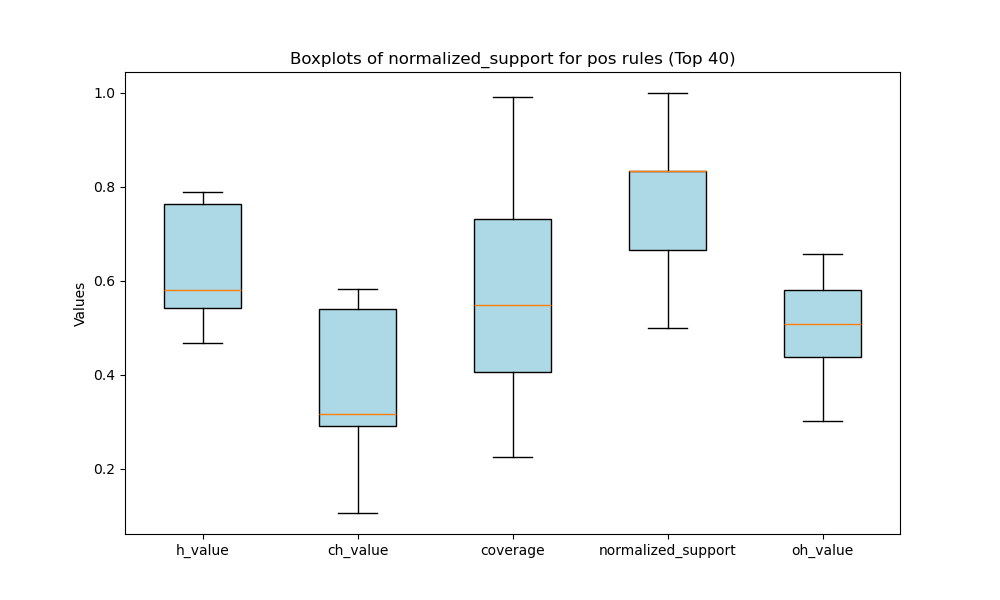 Boxplots of normalized_support for pos rules (Top 40)
1.0
0.8
0.6
0.4
0.2
Values
h_value
ch_value
coverage
normalized_support
oh_value